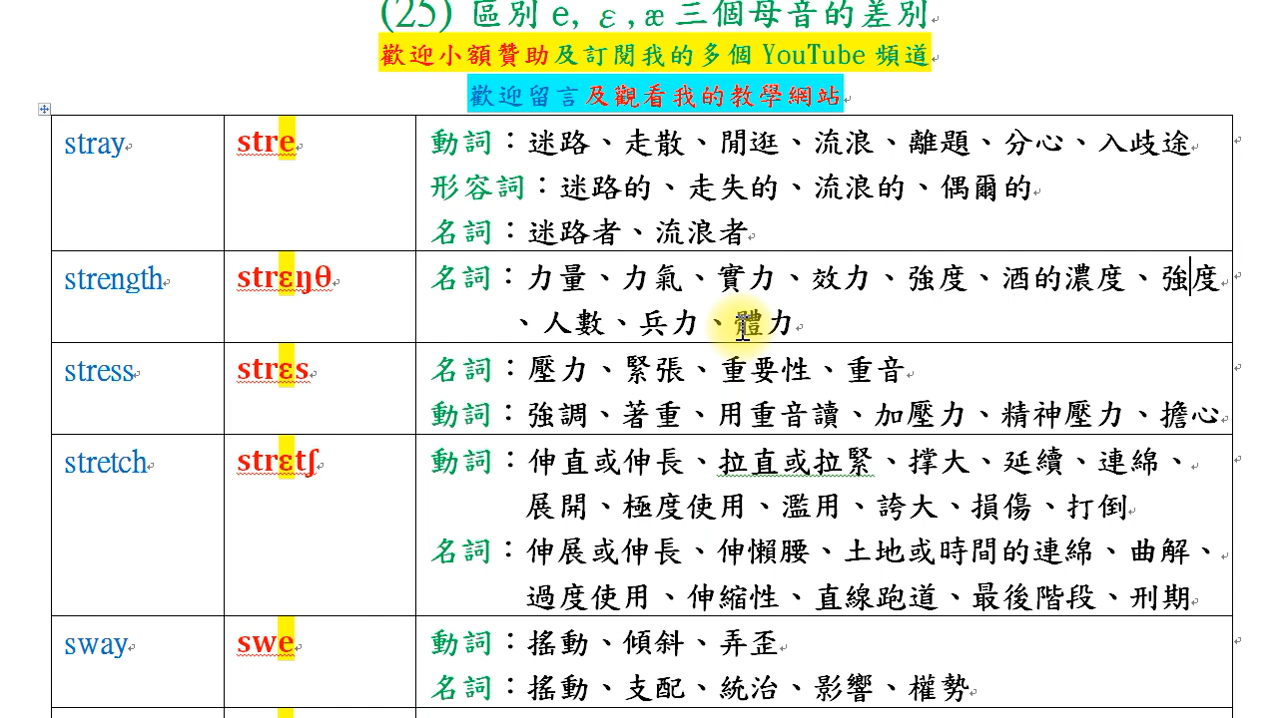 (25) 區別 e, ε, æ 三個母音的差別
歡迎小額贊助及訂閱我的多個 YouTube 頻道
歡迎留言及觀看我的教學網站
stray stre 動詞：迷路、走散、閒逛、流浪、離題、分心、入歧途
形容詞：迷路的、走失的、流浪的、偶爾的
名詞：迷路者、流浪者
strength strɛŋθ 名詞：力量、力氣、實力、效力、強度、酒的濃度、強度
、人數、兵力、體力
stress strɛs 名詞：壓力、緊張、重要性、重音
動詞：強調、著重、用重音讀、加壓力、精神壓力、擔心
stretch strɛtʃ 動詞：伸直或伸長、拉直或拉緊、撐大、延續、連綿、
展開、極度使用、濫用、誇大、損傷、打倒
名詞：伸展或伸長、伸懶腰、土地或時間的連綿、曲解、
過度使用、伸縮性、直線跑道、最後階段、刑期
sway swe 動詞：搖動、傾斜、弄歪
名詞：搖動、支配、統治、影響、權勢